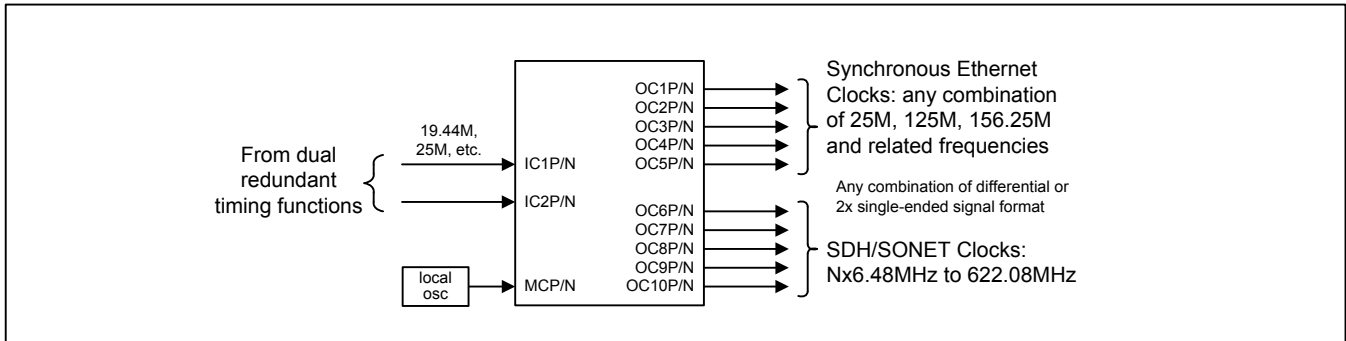 From dual
redundant
timing functions
19.44M,
25M, etc.
local
osc
IC1P/N
IC2P/N
MCP/N
OC1P/N
OC2P/N
OC3P/N
OC4P/N
OC5P/N
OC6P/N
OC7P/N
OC8P/N
OC9P/N
OC10P/N
Synchronous Ethernet
Clocks: any combination
of 25M, 125M, 156.25M
and related frequencies
Any combination of differential or
2x single-ended signal format
SDH/SONET Clocks:
Nx6.48MHz to 622.08MHz